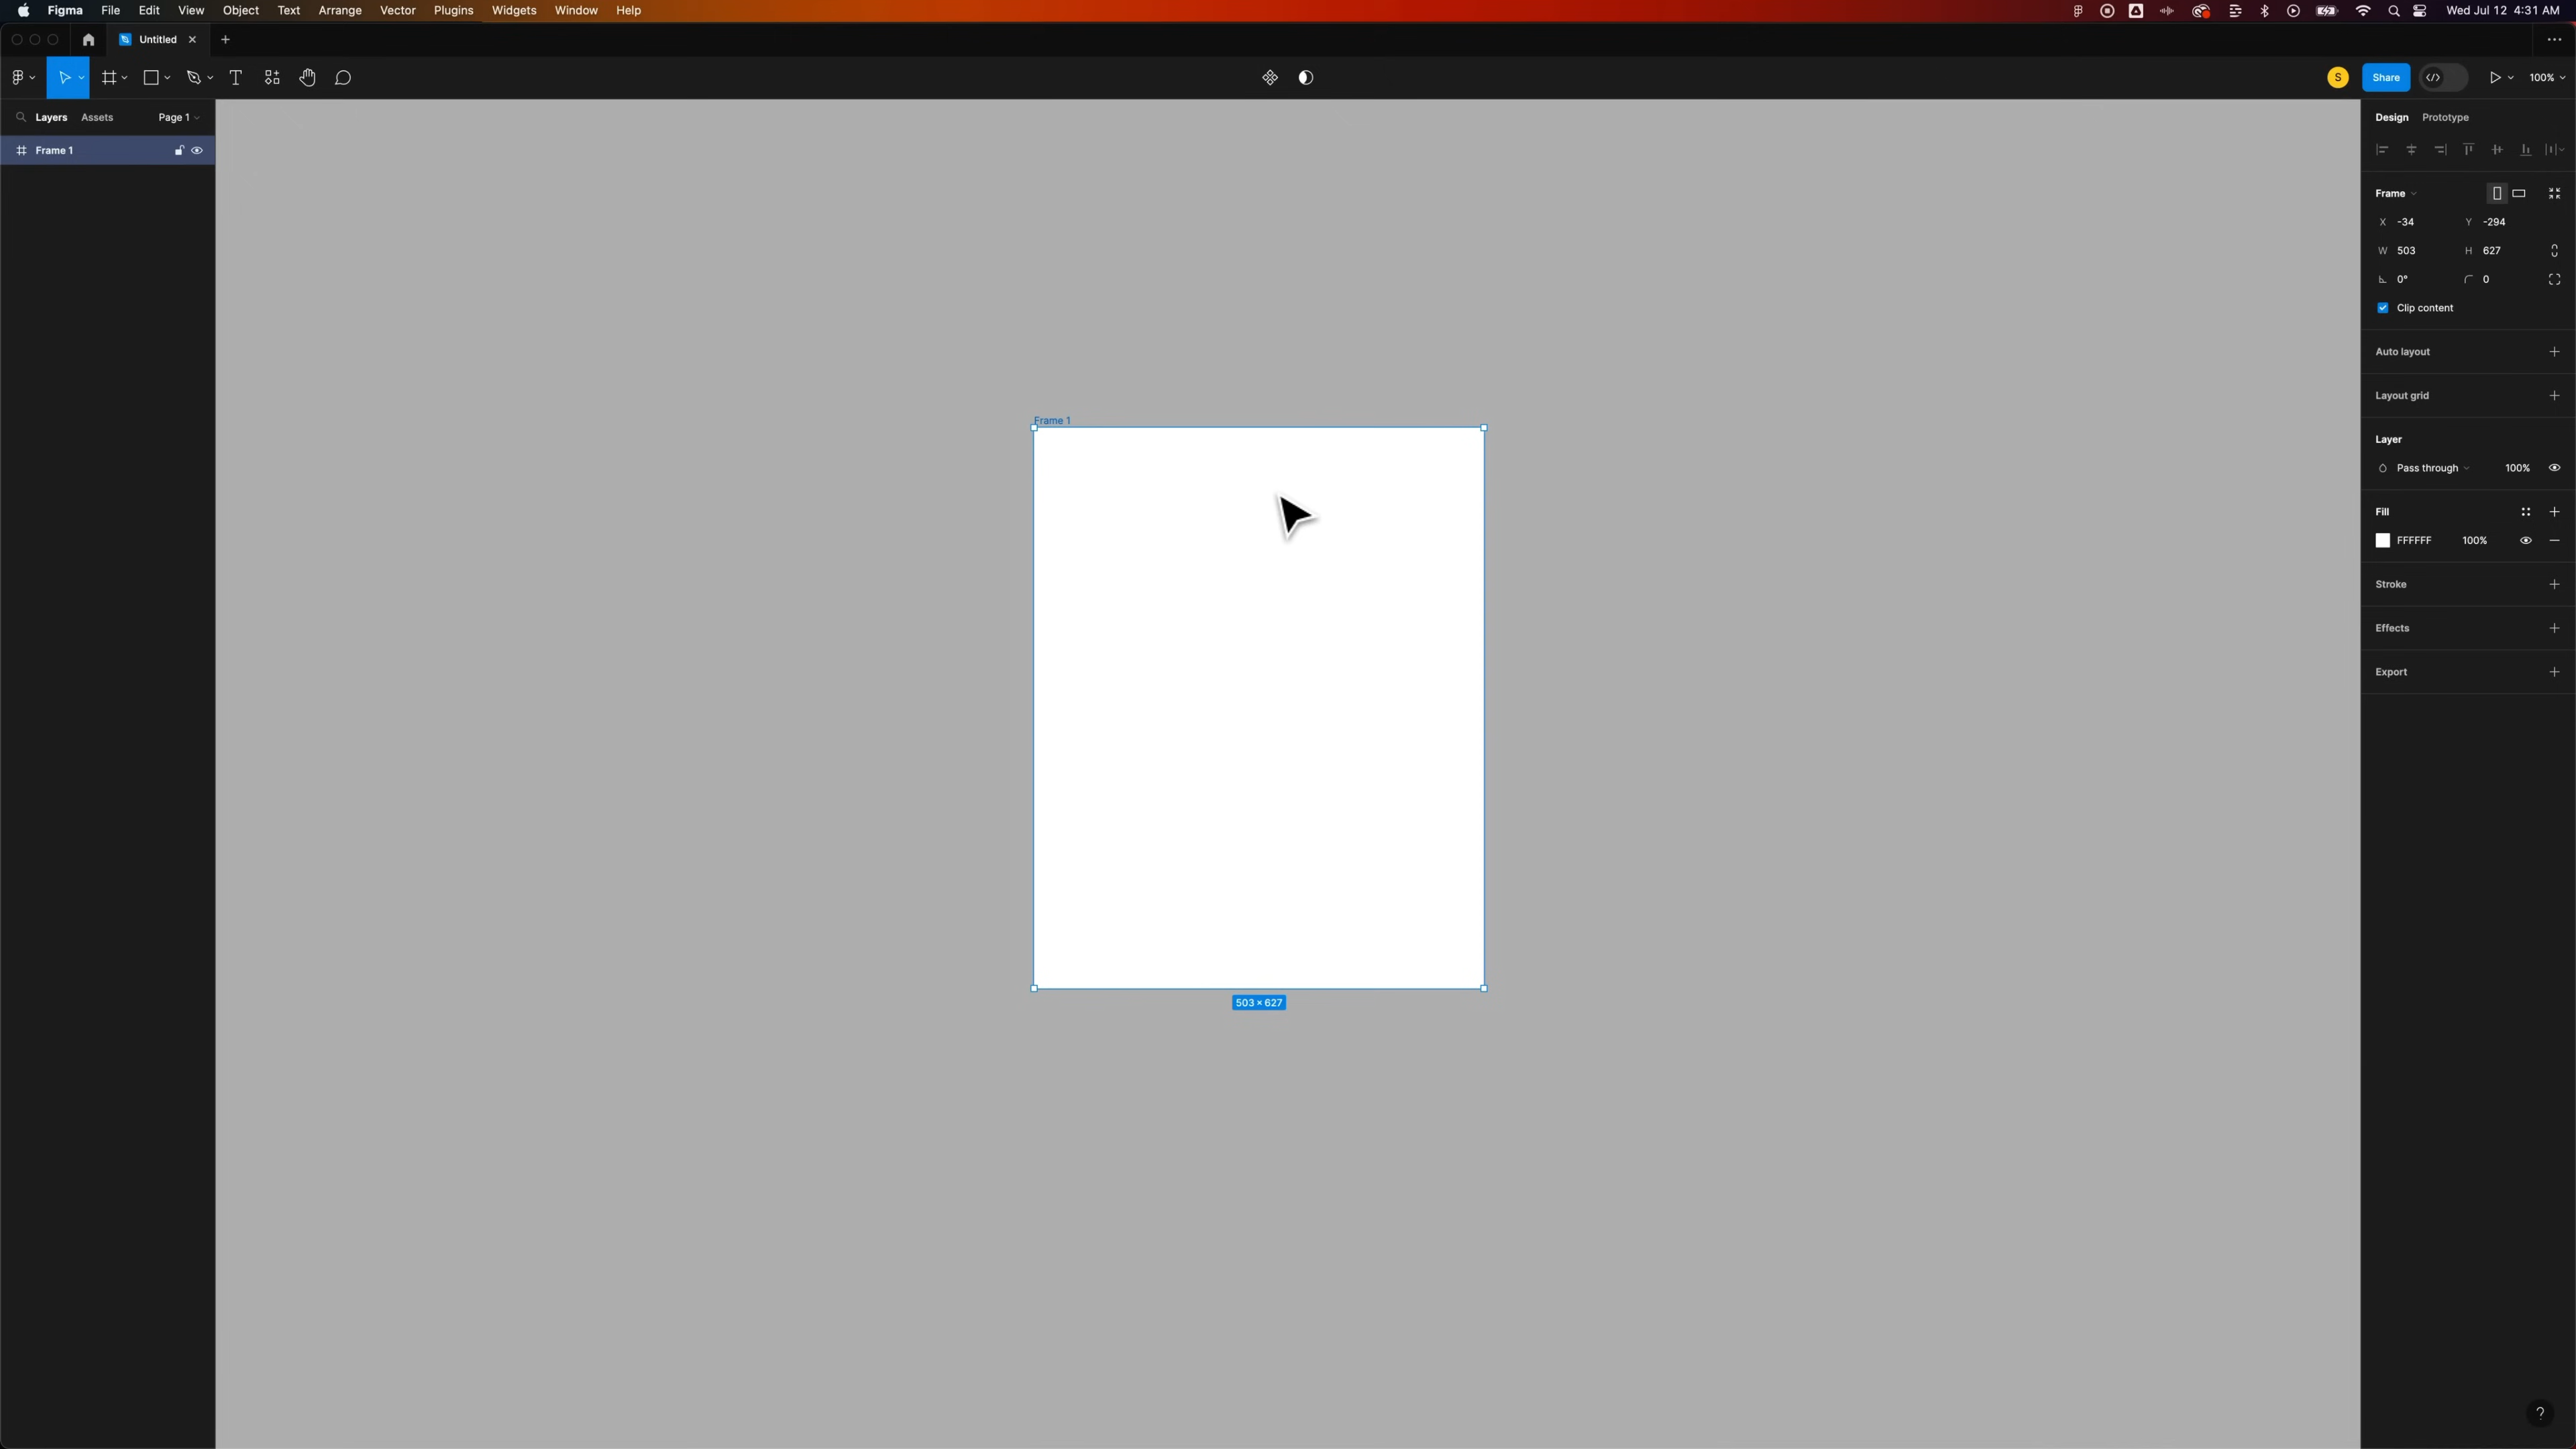 Figma File Edit View Object Text Arrange Vector Plugins Widgets Window Help Wed Jul 12 4:31 AM
Untitled
S Share 100%
Layers Assets Page 1
Frame 1
Design Prototype
Frame
X -34 Y -294
W 503 H 627
0° 0
Clip content
Auto layout
Layout grid
Layer
Pass through 100%
Fill
FFFFFF 100%
Stroke
Effects
Export
Frame 1
503 × 627
?